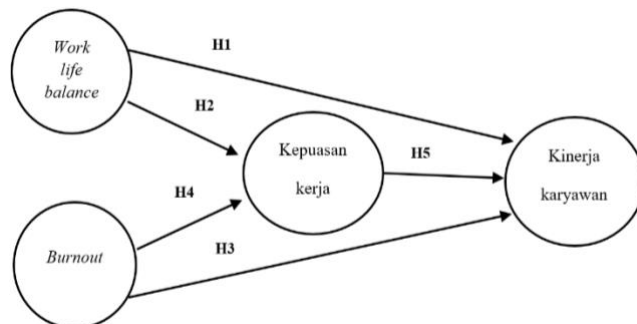 H1
Work
life
balance
H2
Kepuasan
kerja
H5
Kinerja
karyawan
H4
Burnout
H3